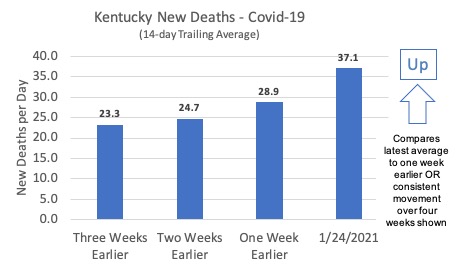 Kentucky New Deaths - Covid-19
(14-day Trailing Average)
New Deaths per Day
40.0
35.0
30.0
25.0
20.0
15.0
10.0
5.0
0.0
23.3
24.7
28.9
37.1
Three Weeks
Earlier
Two Weeks
Earlier
One Week
Earlier
1/24/2021
Up
Compares
latest average
to one week
earlier OR
consistent
movement
over four
weeks shown